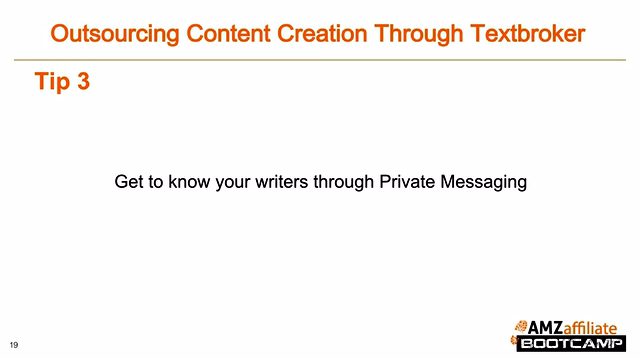 Outsourcing Content Creation Through Textbroker
Tip 3
Get to know your writers through Private Messaging
19
AMZaffiliate
BOOTCAMP